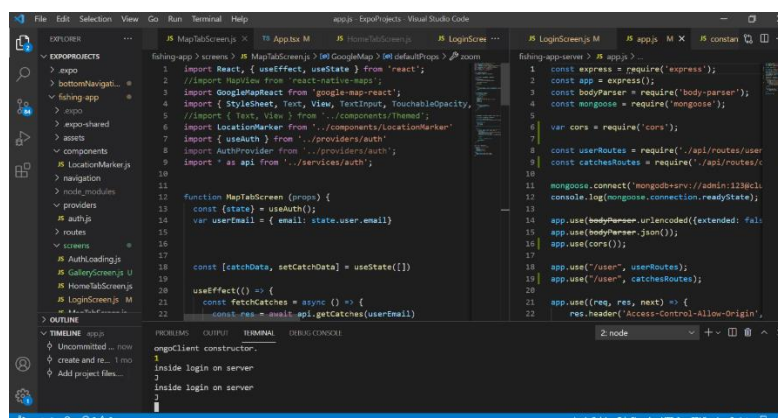 File Edit Selection View Go Run Terminal Help
app.js - ExpoProjects - Visual Studio Code
EXPLORER
EXPOPROJECTS
.expo
bottomNavigati...
fishing-app
.expo
.expo-shared
assets
components
JS LocationMarker.js
navigation
node_modules
providers
JS auth.js
routes
screens
JS AuthLoading.js
JS GalleryScreen.js U
JS HomeTabScreen.js
JS LoginScreen.js M
OUTLINE
TIMELINE app.js
Uncommitted ... now
create and re... 1 mo
Add project files....
JS MapTabScreen.js
TS App.tsx M
JS HomeTabScreen.js
JS LoginScree
fishing-app > screens > JS MapTabScreen.js > GoogleMap > defaultProps > zoom
1 import React, { useEffect, useState } from 'react';
2 //import MapView from 'react-native-maps';
3 import GoogleMapReact from 'google-map-react';
4 import { StyleSheet, Text, View, TextInput, TouchableOpacity,
5 //import { Text, View } from '../components/Themed';
6 import LocationMarker from '../components/LocationMarker'
7 import { useAuth } from '../providers/auth'
8 import AuthProvider from '../providers/auth';
9 import * as api from '../services/auth';
10
11
12 function MapTabScreen (props) {
13 const {state} = useAuth();
14 var userEmail = { email: state.user.email}
15
16
17
18 const [catchData, setCatchData] = useState([])
19
20 useEffect(() => {
21 const fetchCatches = async () => {
22 const res = await api.getCatches(userEmail)
JS LoginScreen.js M
JS app.js M
JS constan
fishing-app-server > JS app.js > ...
1 const express = require('express');
2 const app = express();
3 const bodyParser = require('body-parser');
4 const mongoose = require('mongoose');
5
6 var cors = require('cors');
7
8 const userRoutes = require('./api/routes/user
9 const catchesRoutes = require('./api/routes/c
10
11 mongoose.connect('mongodb+srv://admin:123@clu
12 console.log(mongoose.connection.readyState);
13
14 app.use(bodyParser.urlencoded({extended: fals
15 app.use(bodyParser.json());
16 app.use(cors());
17
18 app.use("/user", userRoutes);
19 app.use("/user", catchesRoutes);
20
21 app.use((req, res, next) => {
22 res.header('Access-Control-Allow-Origin',
PROBLEMS OUTPUT TERMINAL DEBUG CONSOLE
2: node
ongoClient constructor.
1
inside login on server
J
inside login on server
J